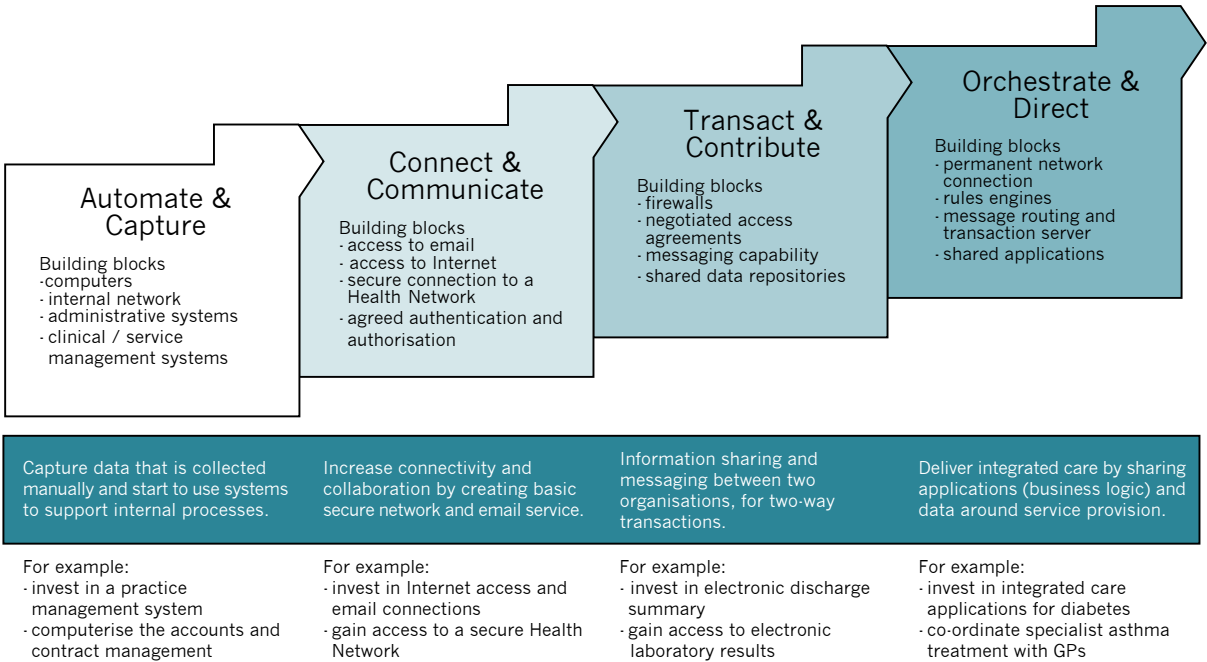 Automate &
Capture
Building blocks
-computers
- internal network
- administrative systems
- clinical / service
management systems
Connect &
Communicate
Building blocks
- access to email
- access to Internet
- secure connection to a
Health Network
- agreed authentication and
authorisation
Transact &
Contribute
Building blocks
- firewalls
- negotiated access
agreements
- messaging capability
- shared data repositories
Orchestrate &
Direct
Building blocks
- permanent network
connection
- rules engines
- message routing and
transaction server
- shared applications
Capture data that is collected
manually and start to use systems
to support internal processes.
Increase connectivity and
collaboration by creating basic
secure network and email service.
Information sharing and
messaging between two
organisations, for two-way
transactions.
Deliver integrated care by sharing
applications (business logic) and
data around service provision.
For example:
- invest in a practice
management system
- computerise the accounts and
contract management
For example:
- invest in Internet access and
email connections
- gain access to a secure Health
Network
For example:
- invest in electronic discharge
summary
- gain access to electronic
laboratory results
For example:
- invest in integrated care
applications for diabetes
- co-ordinate specialist asthma
treatment with GPs